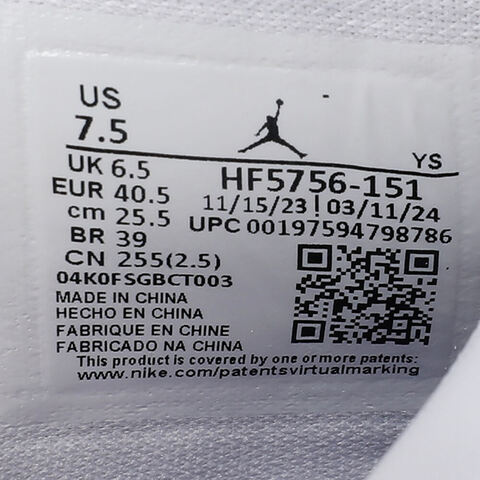 US
7.5
YS
UK 6.5
EUR 40.5
cm 25.5
BR 39
CN 255(2.5)
HF5756-151
11/15/23 | 03/11/24
UPC 00197594798786
04K0FSGBCT003
MADE IN CHINA
HECHO EN CHINA
FABRIQUE EN CHINE
FABRICADO NA CHINA
This product is covered by one or more patents:
www.nike.com/patentsvirtualmarking